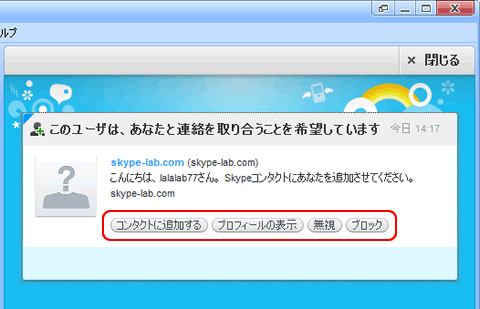 ルプ
× 閉じる
このユーザは、あなたと連絡を取り合うことを希望しています 今日 14:17
skype-lab.com (skype-lab.com)
こんにちは、lalalab77さん。Skypeコンタクトにあなたを追加させてください。
skype-lab.com
コンタクトに追加する プロフィールの表示 無視 ブロック